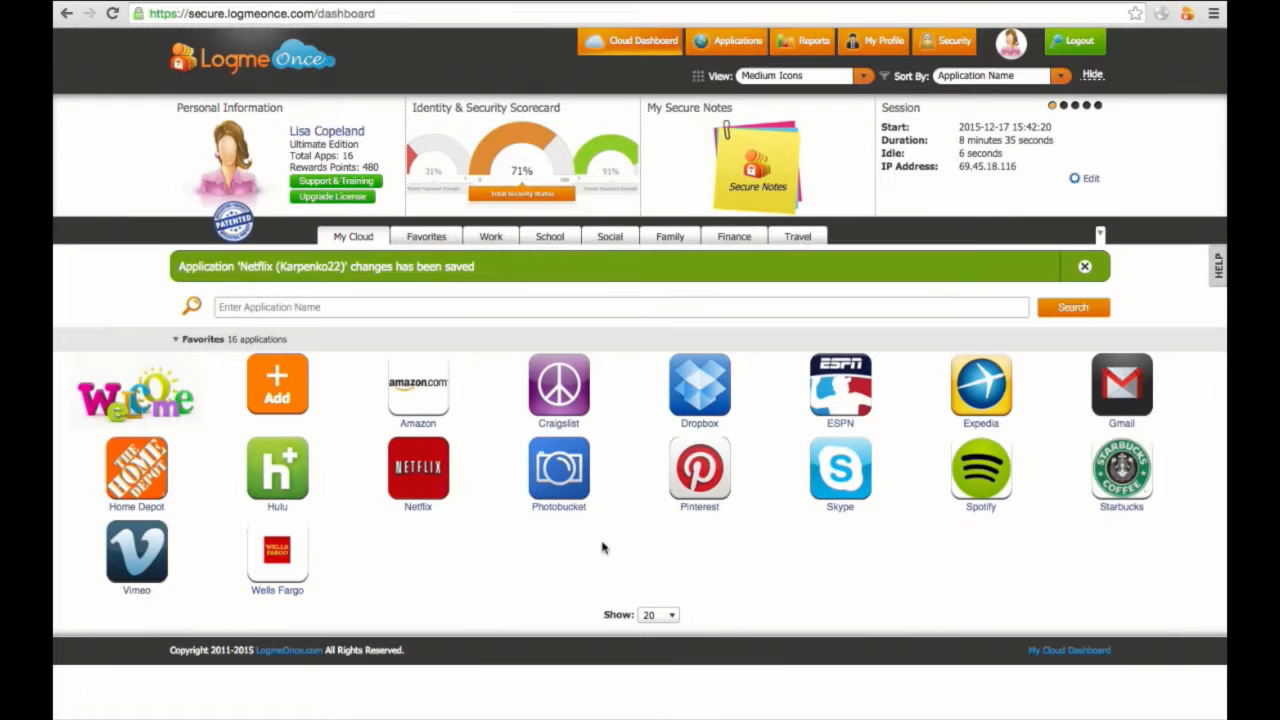 https://secure.logmeonce.com/dashboard
LogmeOnce
Cloud Dashboard
Applications
Reports
My Profile
Security
Logout
View:
Medium Icons
Sort By:
Application Name
Hide
Personal Information
Lisa Copeland
Ultimate Edition
Total Apps: 16
Rewards Points: 480
Support & Training
Upgrade License
PATENTED
Identity & Security Scorecard
31%
71%
91%
0
100
Total Security Status
My Secure Notes
Secure Notes
Session
Start: 2015-12-17 15:42:20
Duration: 8 minutes 35 seconds
Idle: 6 seconds
IP Address: 69.45.18.116
Edit
My Cloud
Favorites
Work
School
Social
Family
Finance
Travel
HELP
Application 'Netflix (Karpenko22)' changes has been saved
Enter Application Name
Search
Favorites 16 applications
Welcome
Add
amazon.com
Amazon
Craigslist
Dropbox
ESPN
ESPN
Expedia
Gmail
THE HOME DEPOT
Home Depot
h+
Hulu
NETFLIX
Netflix
Photobucket
Pinterest
Skype
Spotify
STARBUCKS COFFEE
Starbucks
Vimeo
WELLS FARGO
Wells Fargo
Show: 20
Copyright 2011-2015 LogmeOnce.com All Rights Reserved.
My Cloud Dashboard